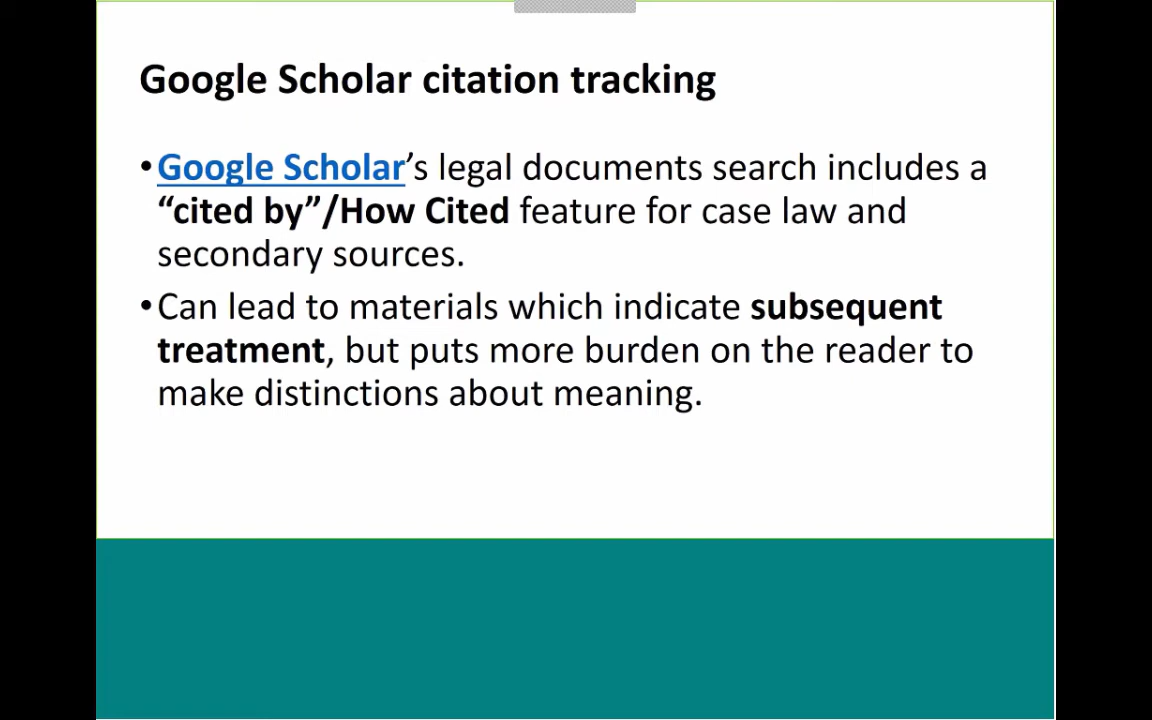 Google Scholar citation tracking
•Google Scholar’s legal documents search includes a
“cited by”/How Cited feature for case law and
secondary sources.
•Can lead to materials which indicate subsequent
treatment, but puts more burden on the reader to
make distinctions about meaning.